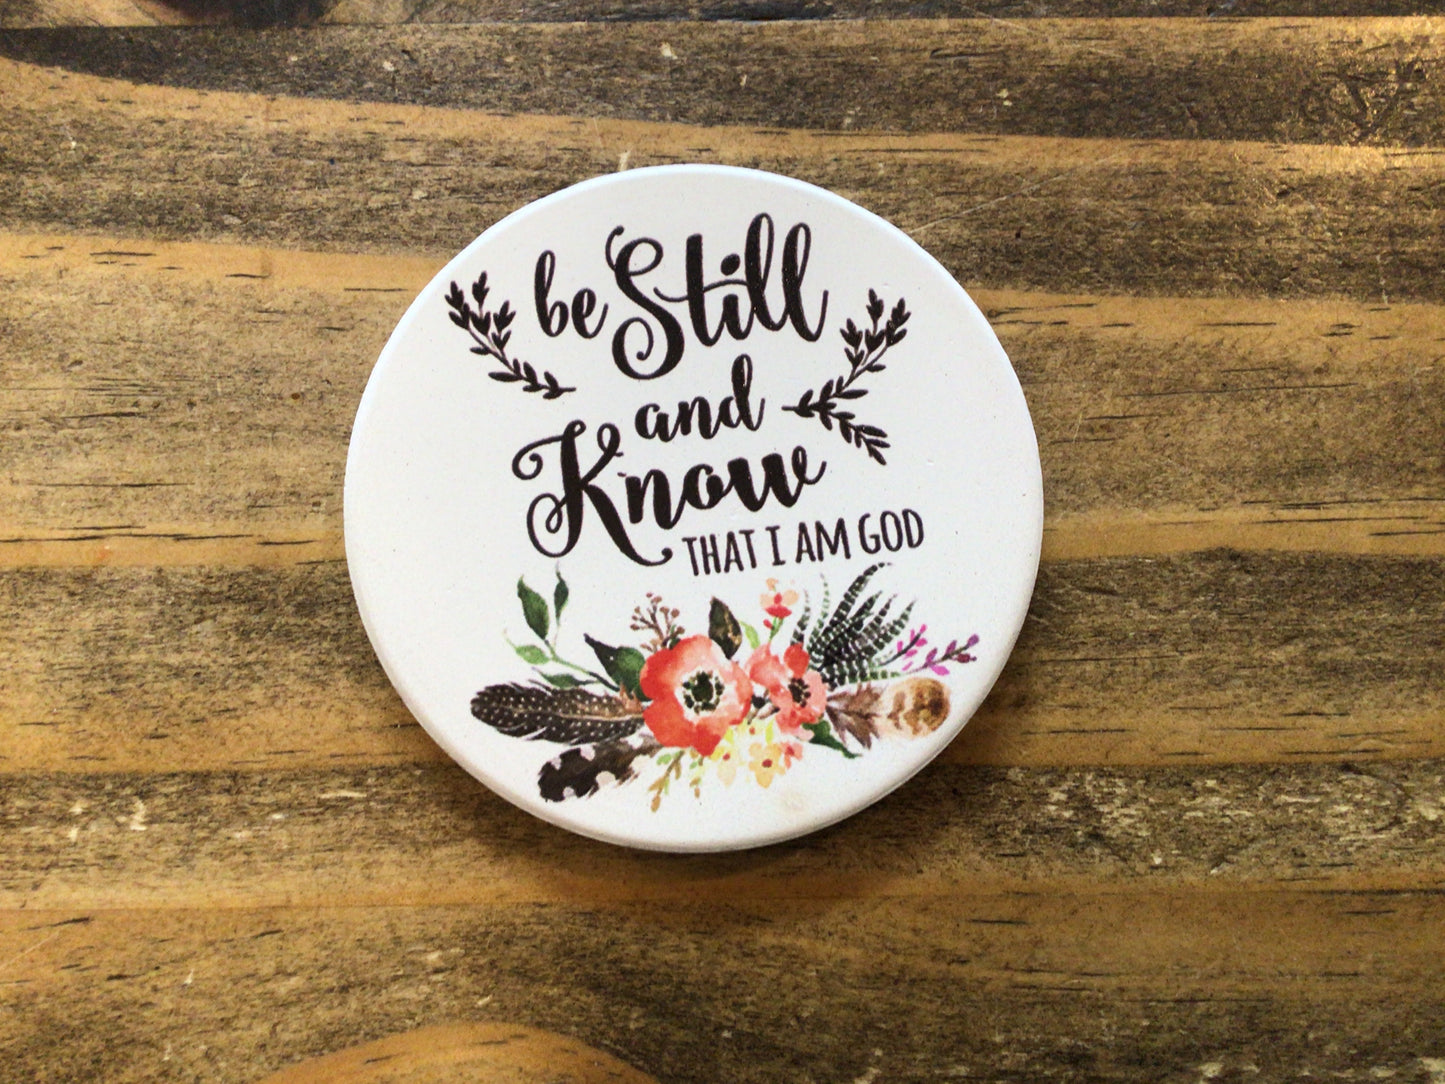 be Still
and
Know
THAT I AM GOD